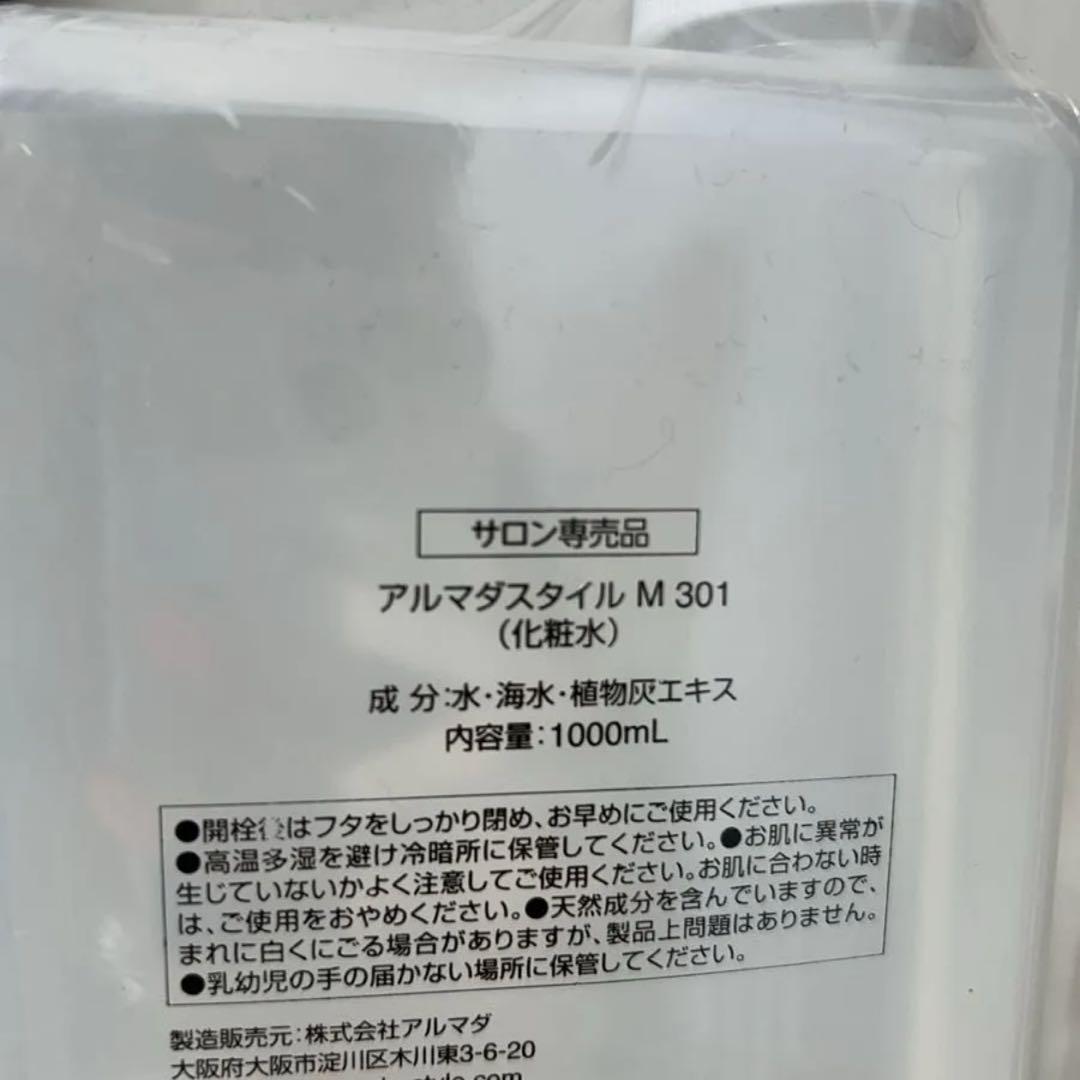 サロン専売品
アルマダスタイル M 301
(化粧水)
成 分:水・海水・植物灰エキス
内容量:1000mL
●開栓後はフタをしっかり閉め、お早めにご使用ください。
●高温多湿を避け冷暗所に保管してください。●お肌に異常が
生じていないかよく注意してご使用ください。お肌に合わない時
は、ご使用をおやめください。●天然成分を含んでいますので、
まれに白くにごる場合がありますが、製品上問題はありません。
●乳幼児の手の届かない場所に保管してください。
製造販売元:株式会社アルマダ
大阪府大阪市淀川区木川東3-6-20